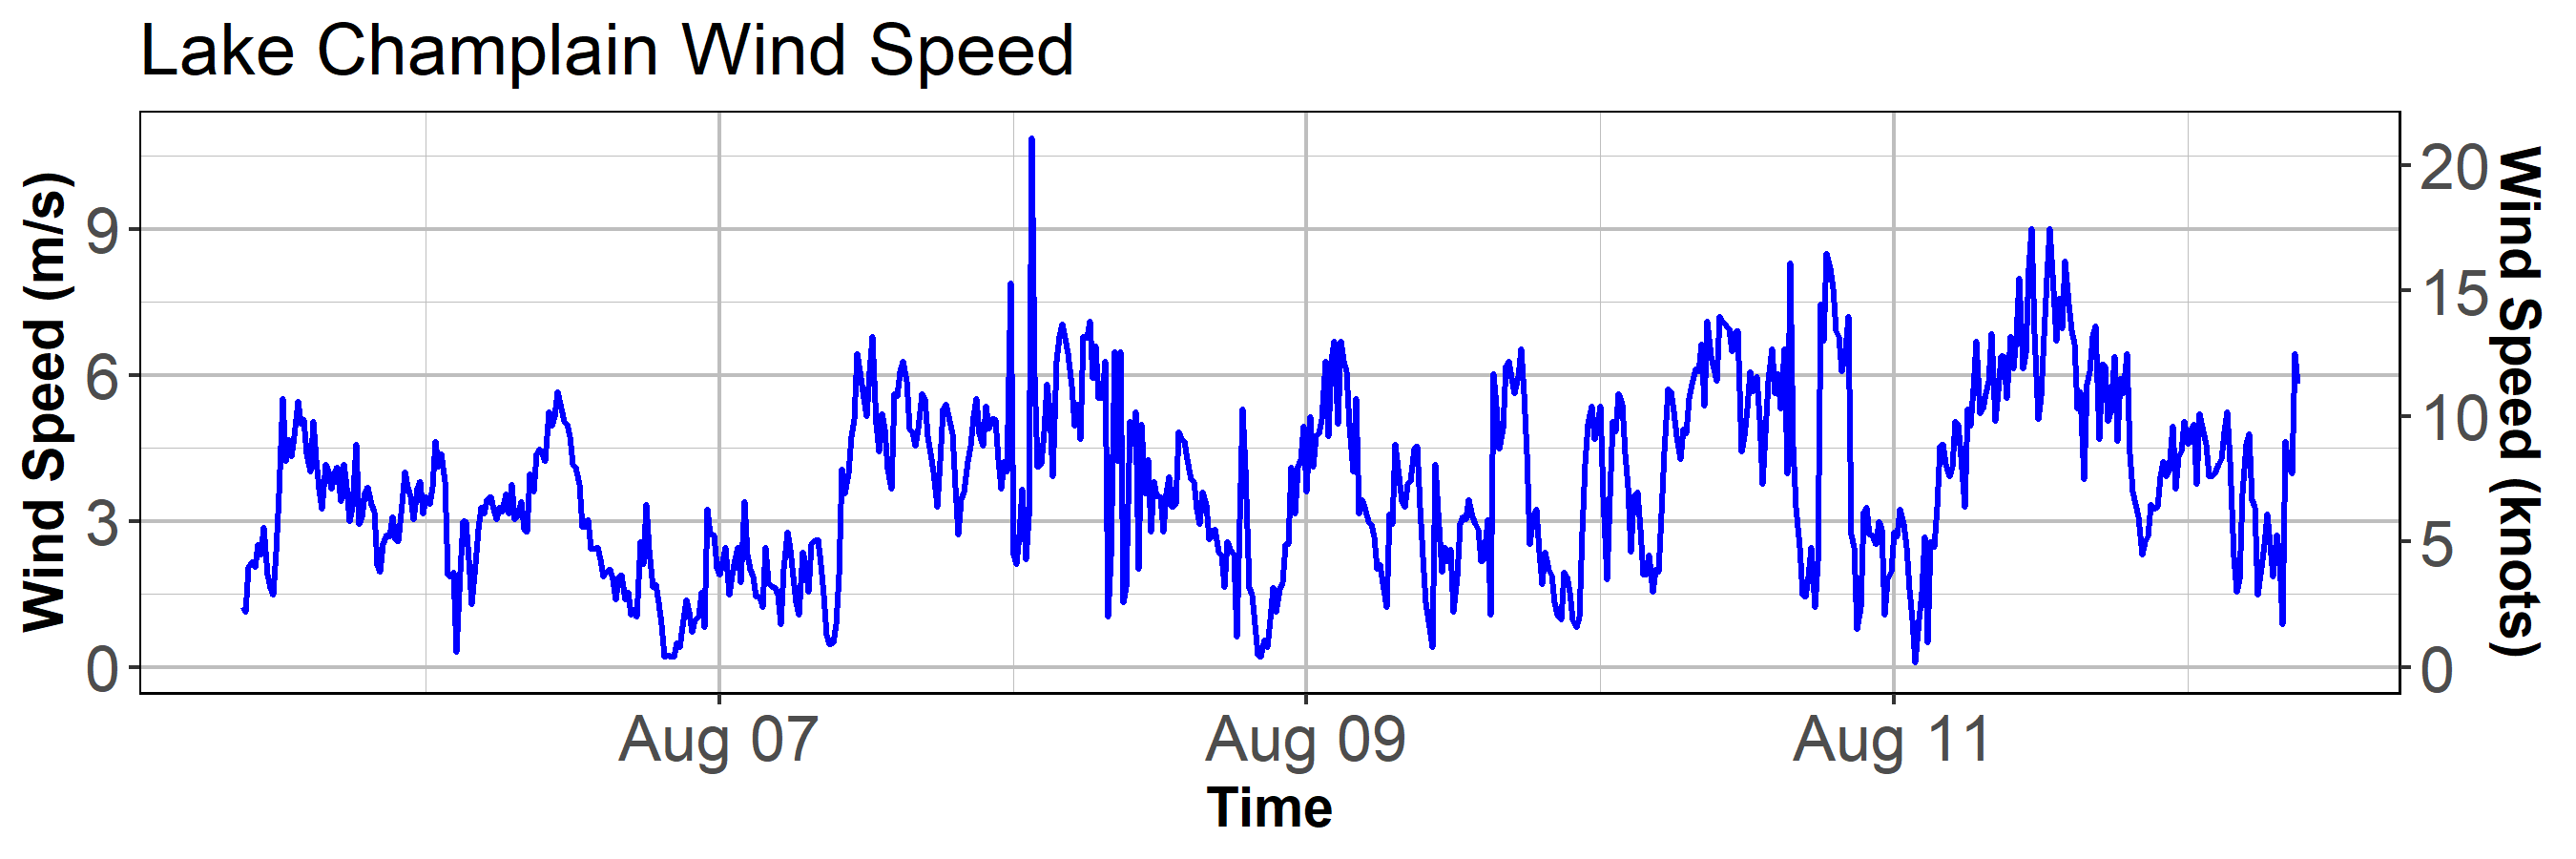 Lake Champlain Wind Speed
Wind Speed (m/s)
9
6
3
0
20
15
10
5
0
Wind Speed (knots)
Aug 07
Aug 09
Aug 11
Time